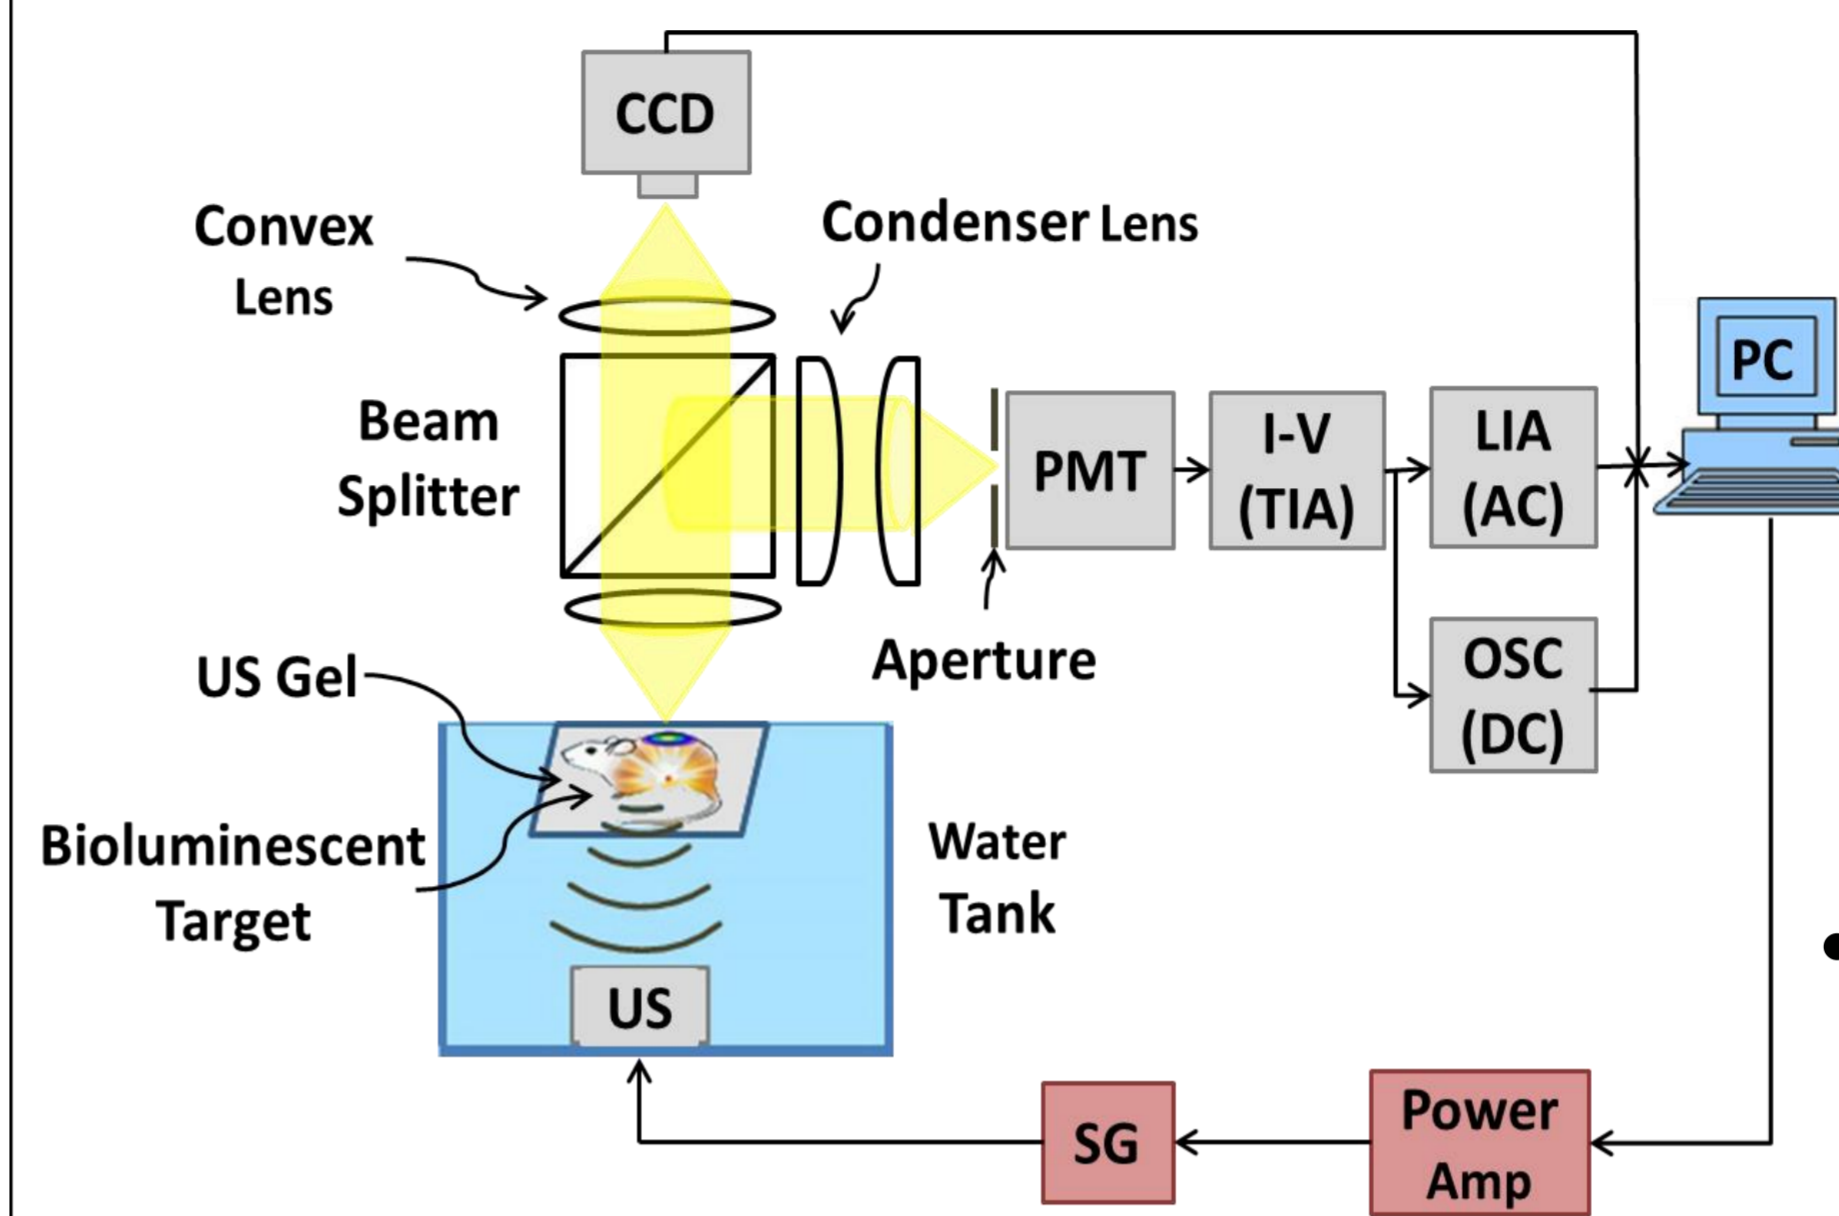 CCD
Convex
Lens
Condenser Lens
Beam
Splitter
PMT
I-V
(TIA)
LIA
(AC)
PC
OSC
(DC)
Aperture
US Gel
Bioluminescent
Target
Water
Tank
US
SG
Power
Amp